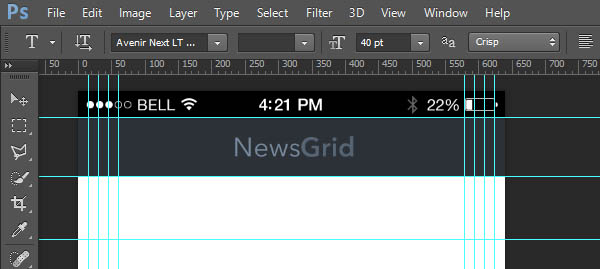 Ps File Edit Image Layer Type Select Filter 3D View Window Help
T Avenir Next LT ... 40 pt aa Crisp
50 0 50 100 150 200 250 300 350 400 450 500 550 600 650 700 750
BELL 4:21 PM 22%
NewsGrid